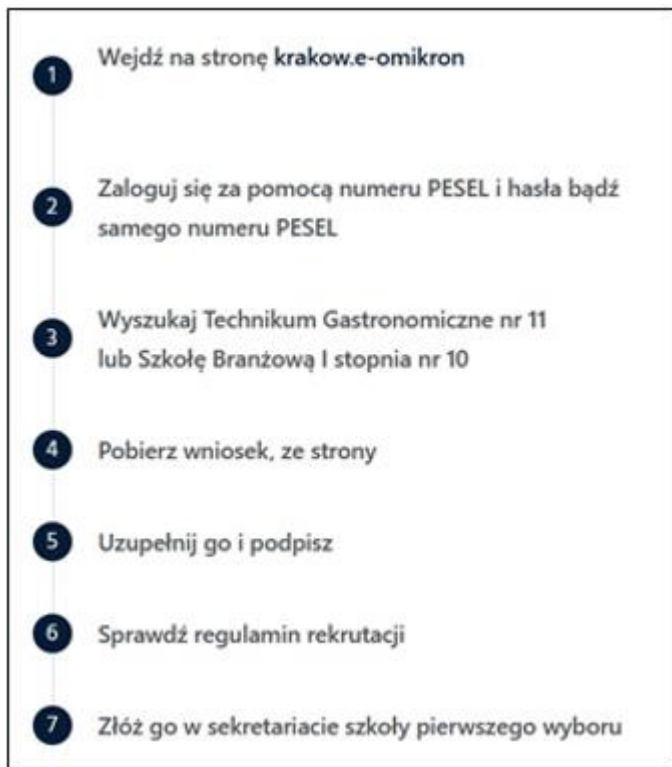 1 Wejdź na stronę krakow.e-omikron
2 Zaloguj się za pomocą numeru PESEL i hasła bądź
samego numeru PESEL
3 Wyszukaj Technikum Gastronomiczne nr 11
lub Szkołę Branżową I stopnia nr 10
4 Pobierz wniosek, ze strony
5 Uzupełnij go i podpisz
6 Sprawdź regulamin rekrutacji
7 Złóż go w sekretariacie szkoły pierwszego wyboru